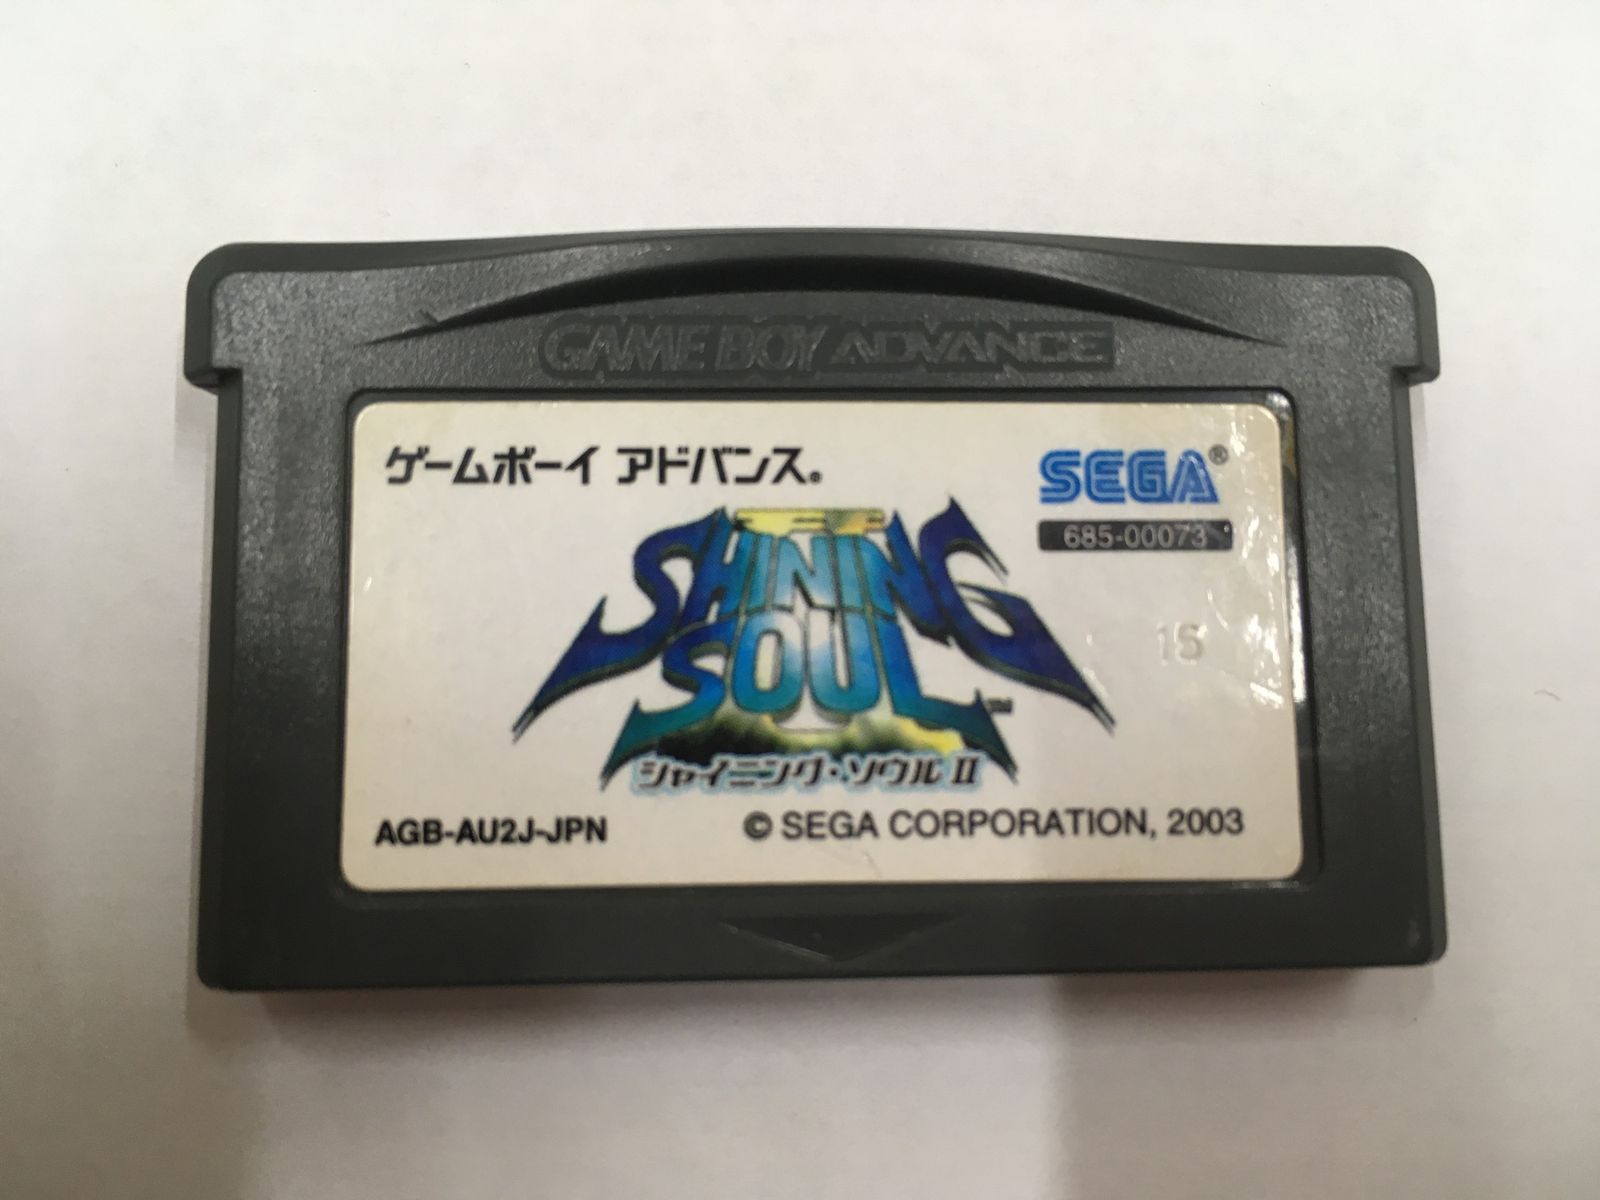 GAME BOY ADVANCE
ゲームボーイ アドバンス。
SEGA®
685-00073
SHINING
SOUL™
15
シャイニング・ソウルⅡ
AGB-AU2J-JPN
© SEGA CORPORATION, 2003